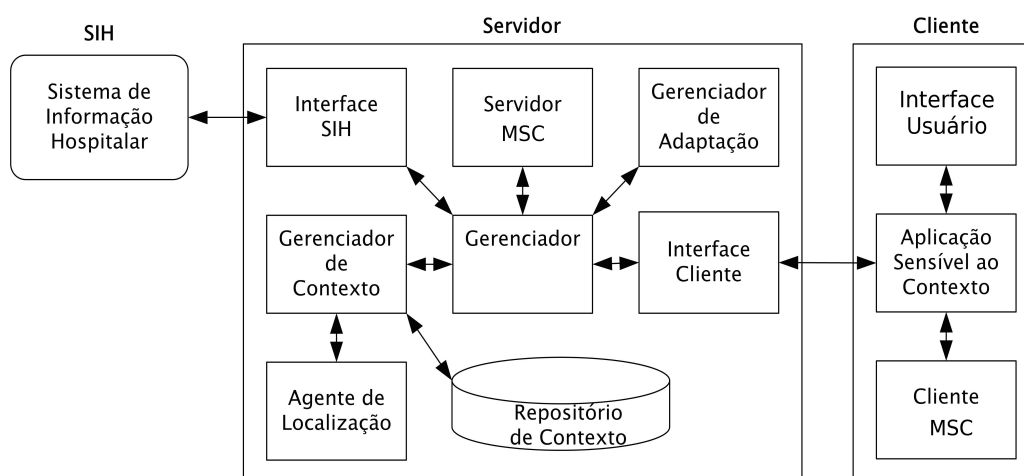 SIH
Servidor
Cliente
Sistema de
Informação
Hospitalar
Interface
SIH
Servidor
MSC
Gerenciador
de
Adaptação
Interface
Usuário
Gerenciador
de
Contexto
Gerenciador
Interface
Cliente
Aplicação
Sensível ao
Contexto
Agente de
Localização
Repositório
de Contexto
Cliente
MSC